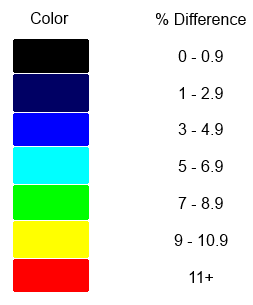 Color % Difference
0 - 0.9
1 - 2.9
3 - 4.9
5 - 6.9
7 - 8.9
9 - 10.9
11+